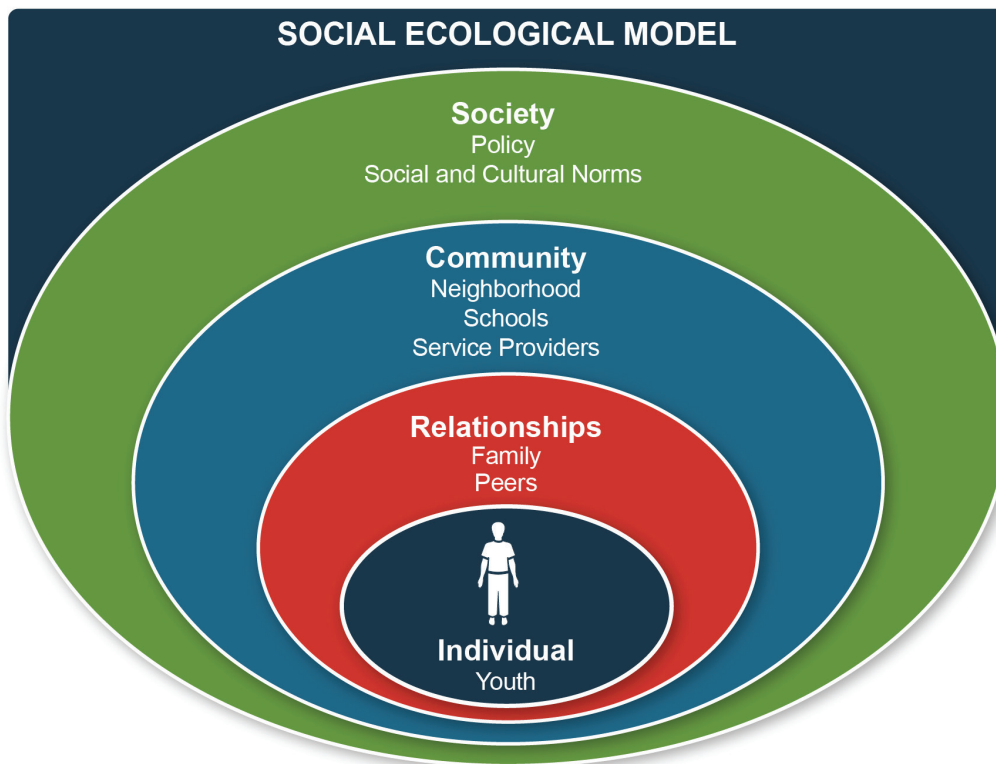 SOCIAL ECOLOGICAL MODEL
Society
Policy
Social and Cultural Norms
Community
Neighborhood
Schools
Service Providers
Relationships
Family
Peers
Individual
Youth